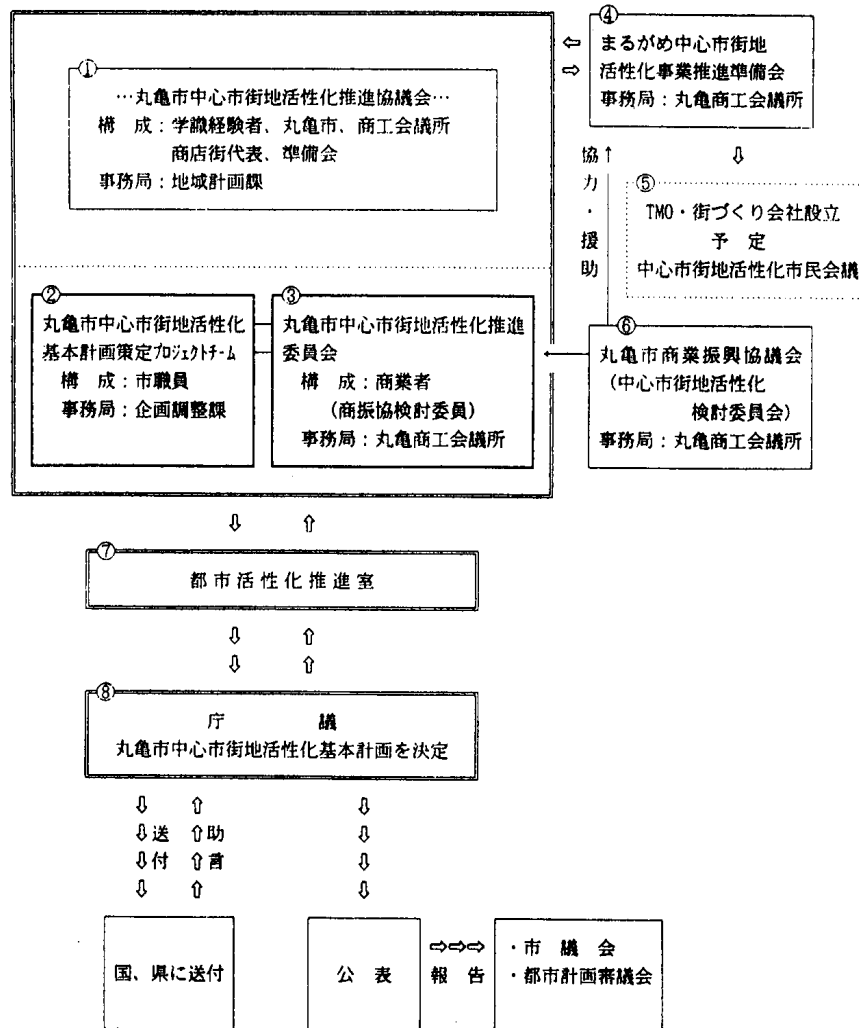 ①
…丸亀市中心市街地活性化推進協議会…
構　成：学識経験者、丸亀市、商工会議所
商店街代表、準備会
事務局：地域計画課
②
丸亀市中心市街地活性化
基本計画策定プロジェクトチーム
構　成：市職員
事務局：企画調整課
③
丸亀市中心市街地活性化推進
委員会
構　成：商業者
（商振協検討委員）
事務局：丸亀商工会議所
④
⇦　まるがめ中心市街地
⇨　活性化事業推進準備会
事務局：丸亀商工会議所
協力・援助
↑
⇩
⑤
TMO・街づくり会社設立
予　定
中心市街地活性化市民会議
⑥
丸亀市商業振興協議会
（中心市街地活性化
検討委員会）
事務局：丸亀商工会議所
⇩　⇧
⑦
都市活性化推進室
⇩　⇧
⇩　⇧
⑧
庁　議
丸亀市中心市街地活性化基本計画を決定
⇩　⇧　⇩
⇩送　⇧助　⇩
⇩付　⇧言　⇩
⇩　⇧　⇩
国、県に送付
公　表
⇨⇨⇨
報　告
・市　議　会
・都市計画審議会